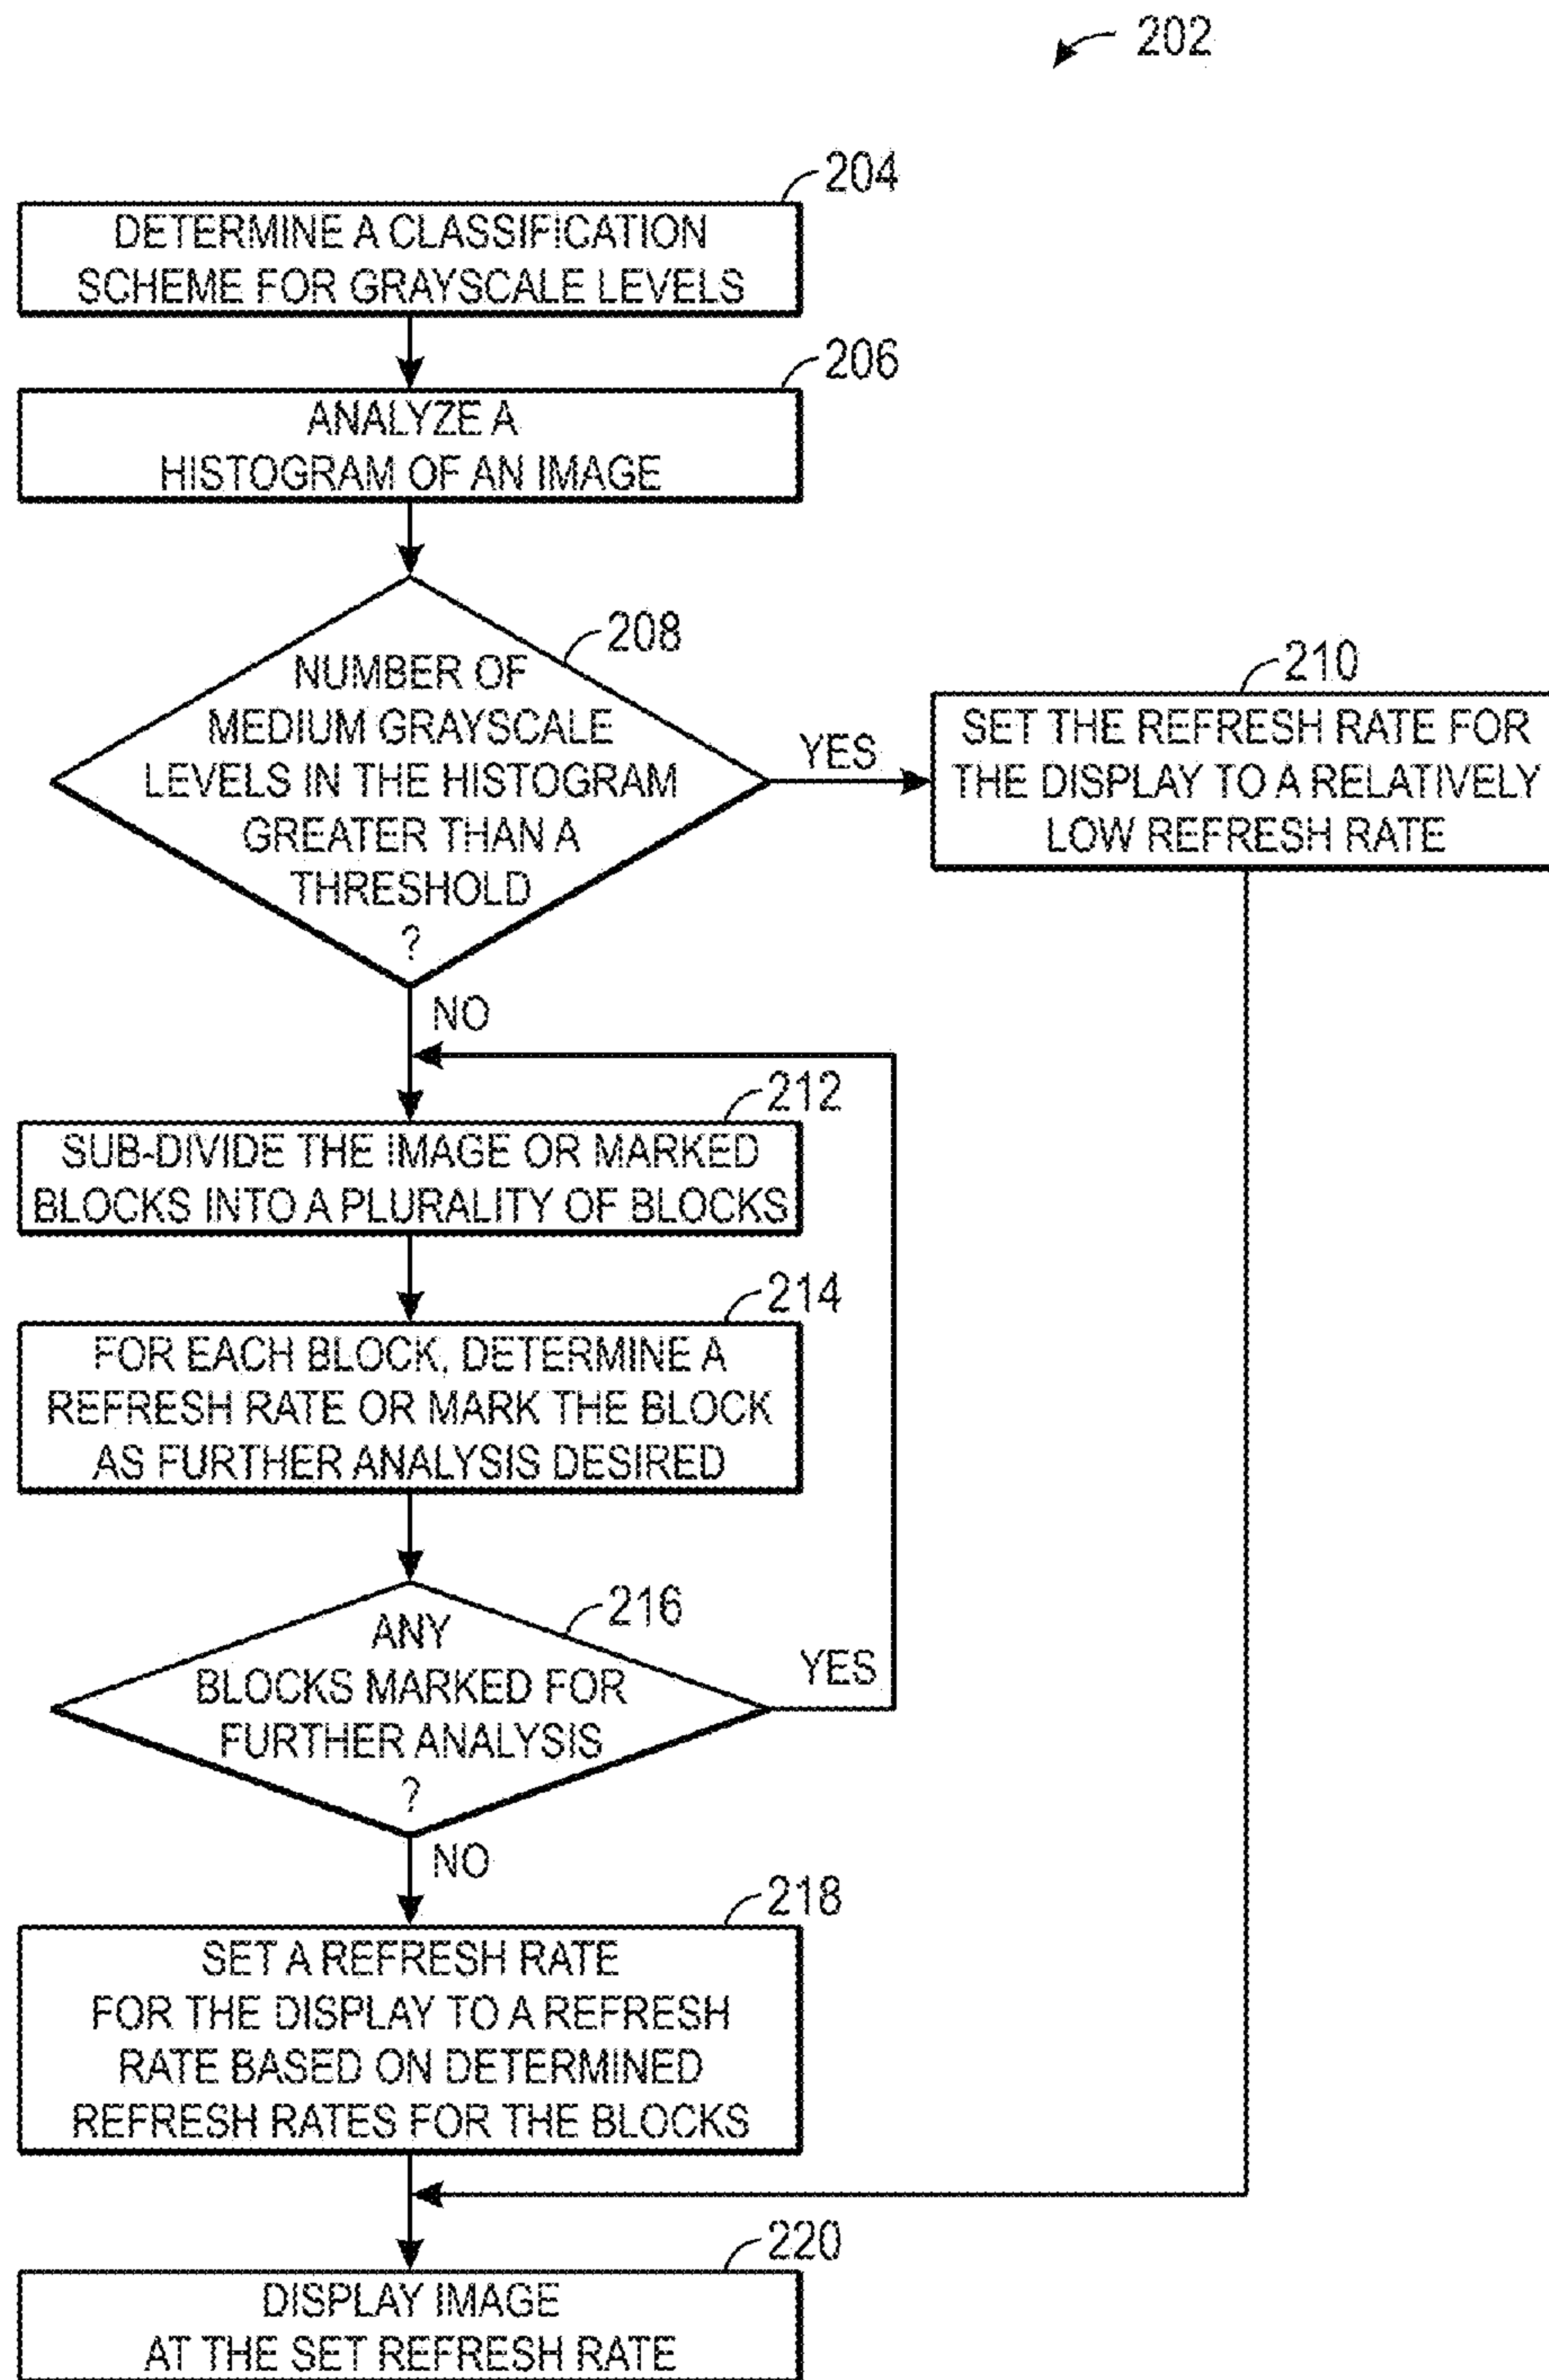 202
204
DETERMINE A CLASSIFICATION
SCHEME FOR GRAYSCALE LEVELS
206
ANALYZE A
HISTOGRAM OF AN IMAGE
208
NUMBER OF
MEDIUM GRAYSCALE
LEVELS IN THE HISTOGRAM
GREATER THAN A
THRESHOLD
?
YES
210
SET THE REFRESH RATE FOR
THE DISPLAY TO A RELATIVELY
LOW REFRESH RATE
NO
212
SUB-DIVIDE THE IMAGE OR MARKED
BLOCKS INTO A PLURALITY OF BLOCKS
214
FOR EACH BLOCK, DETERMINE A
REFRESH RATE OR MARK THE BLOCK
AS FURTHER ANALYSIS DESIRED
216
ANY
BLOCKS MARKED FOR
FURTHER ANALYSIS
?
YES
NO
218
SET A REFRESH RATE
FOR THE DISPLAY TO A REFRESH
RATE BASED ON DETERMINED
REFRESH RATES FOR THE BLOCKS
220
DISPLAY IMAGE
AT THE SET REFRESH RATE